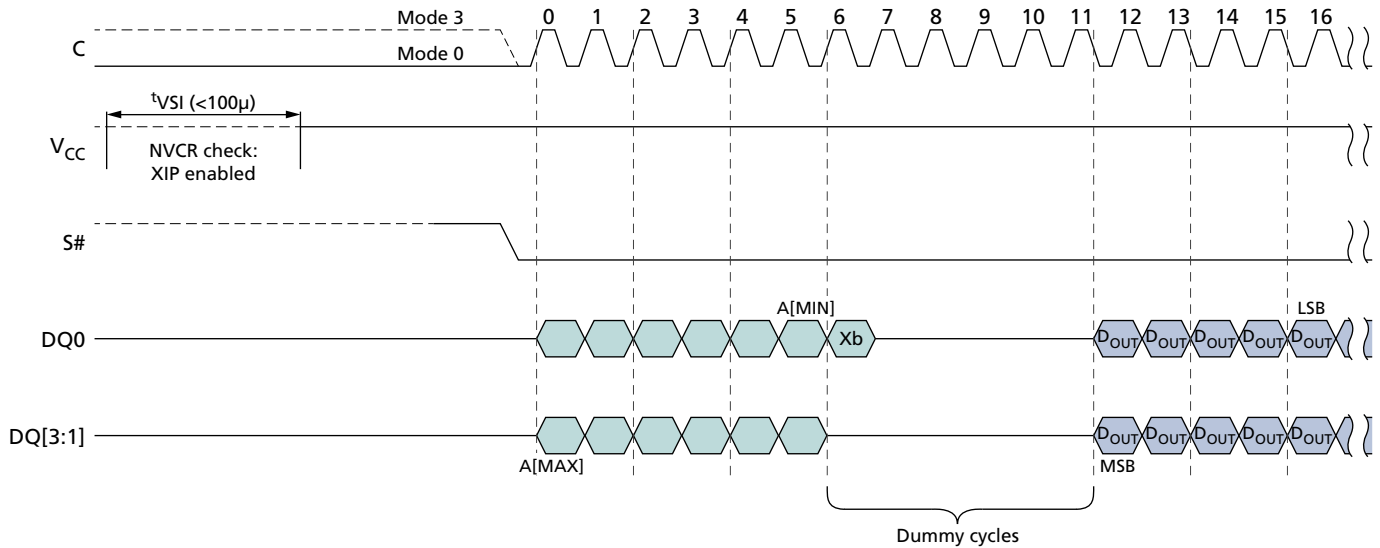 Mode 3
0 1 2 3 4 5 6 7 8 9 10 11 12 13 14 15 16
C
Mode 0
tVSI (<100μ)
VCC
NVCR check:
XIP enabled
S#
A[MIN]
LSB
DQ0
Xb
DOUT DOUT DOUT DOUT DOUT
DQ[3:1]
DOUT DOUT DOUT DOUT DOUT
A[MAX]
MSB
Dummy cycles